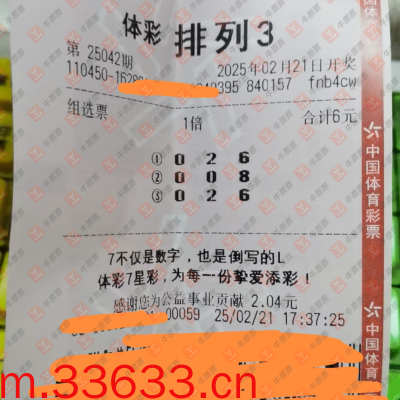 体彩 排列3
第 25042期 2025年02月21日开奖
110450-162 395 840157 fnb4cw
组选票 1倍 合计6元
① 0 2 6
② 0 0 8
③ 0 2 6
7不仅是数字，也是倒写的L
体彩7星彩，为每一份挚爱添彩！
感谢您为公益事业贡献 2.04元
00059 25/02/21 17:37:25
中国体育彩票
中国体育
m.33633.cn